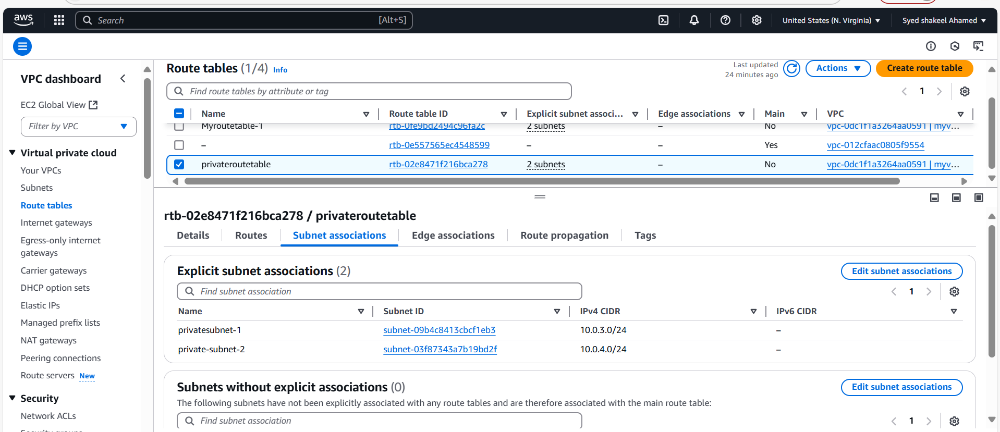 aws
Search [Alt+S] United States (N. Virginia) Syed shakeel Ahamed
VPC dashboard
EC2 Global View
Filter by VPC
Virtual private cloud
Your VPCs
Subnets
Route tables
Internet gateways
Egress-only internet
gateways
Carrier gateways
DHCP option sets
Elastic IPs
Managed prefix lists
NAT gateways
Peering connections
Route servers New
Security
Network ACLs
Route tables (1/4) Info
Last updated
24 minutes ago
Actions Create route table
Find route tables by attribute or tag 1
Name Route table ID Explicit subnet associ... Edge associations Main VPC
Myroutetable-1 rtb-0fe9bd2494c96fa2c 2 subnets – No vpc-0dc1f1a3264aa0591 | myv...
– rtb-0e557565ec4548599 – – Yes vpc-012cfaac0805f9554
privateroutetable rtb-02e8471f216bca278 2 subnets – No vpc-0dc1f1a3264aa0591 | myv...
rtb-02e8471f216bca278 / privateroutetable
Details Routes Subnet associations Edge associations Route propagation Tags
Explicit subnet associations (2) Edit subnet associations
Find subnet association 1
Name Subnet ID IPv4 CIDR IPv6 CIDR
privatesubnet-1 subnet-09b4c8413cbcf1eb3 10.0.3.0/24 –
private-subnet-2 subnet-03f87343a7b19bd2f 10.0.4.0/24 –
Subnets without explicit associations (0) Edit subnet associations
The following subnets have not been explicitly associated with any route tables and are therefore associated with the main route table:
Find subnet association 1